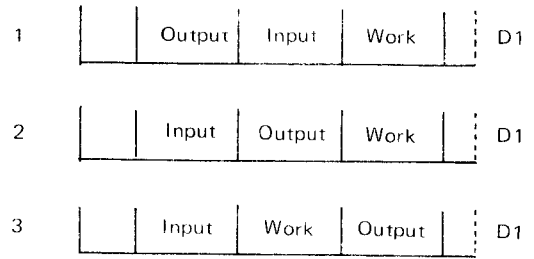 1 Output Input Work D1
2 Input Output Work D1
3 Input Work Output D1